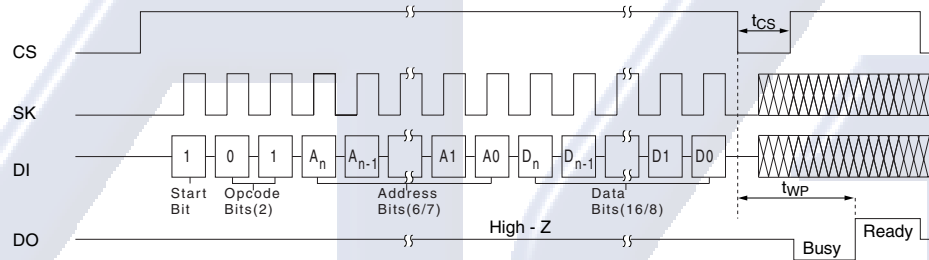 tCS
CS
SK
DI
1 0 1 An An-1 A1 A0 Dn Dn-1 D1 D0
Start Bit
Opcode Bits(2)
Address Bits(6/7)
Data Bits(16/8)
tWP
DO
High - Z
Busy
Ready